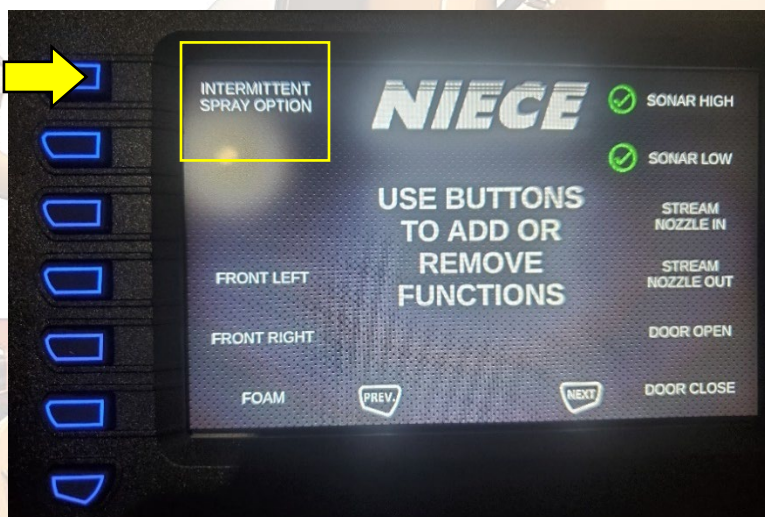 INTERMITTENT
SPRAY OPTION
NIECE
SONAR HIGH
SONAR LOW
USE BUTTONS
TO ADD OR
REMOVE
FUNCTIONS
STREAM
NOZZLE IN
STREAM
NOZZLE OUT
FRONT LEFT
FRONT RIGHT
DOOR OPEN
FOAM
PREV.
NEXT
DOOR CLOSE